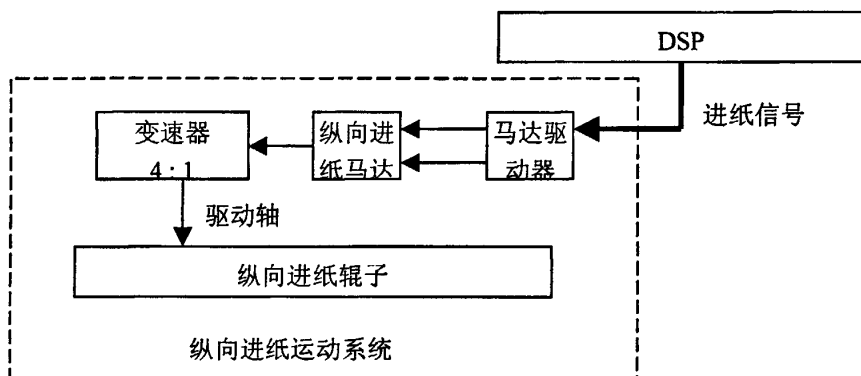 DSP
进纸信号
变速器
4:1
纵向进
纸马达
马达驱
动器
驱动轴
纵向进纸辊子
纵向进纸运动系统